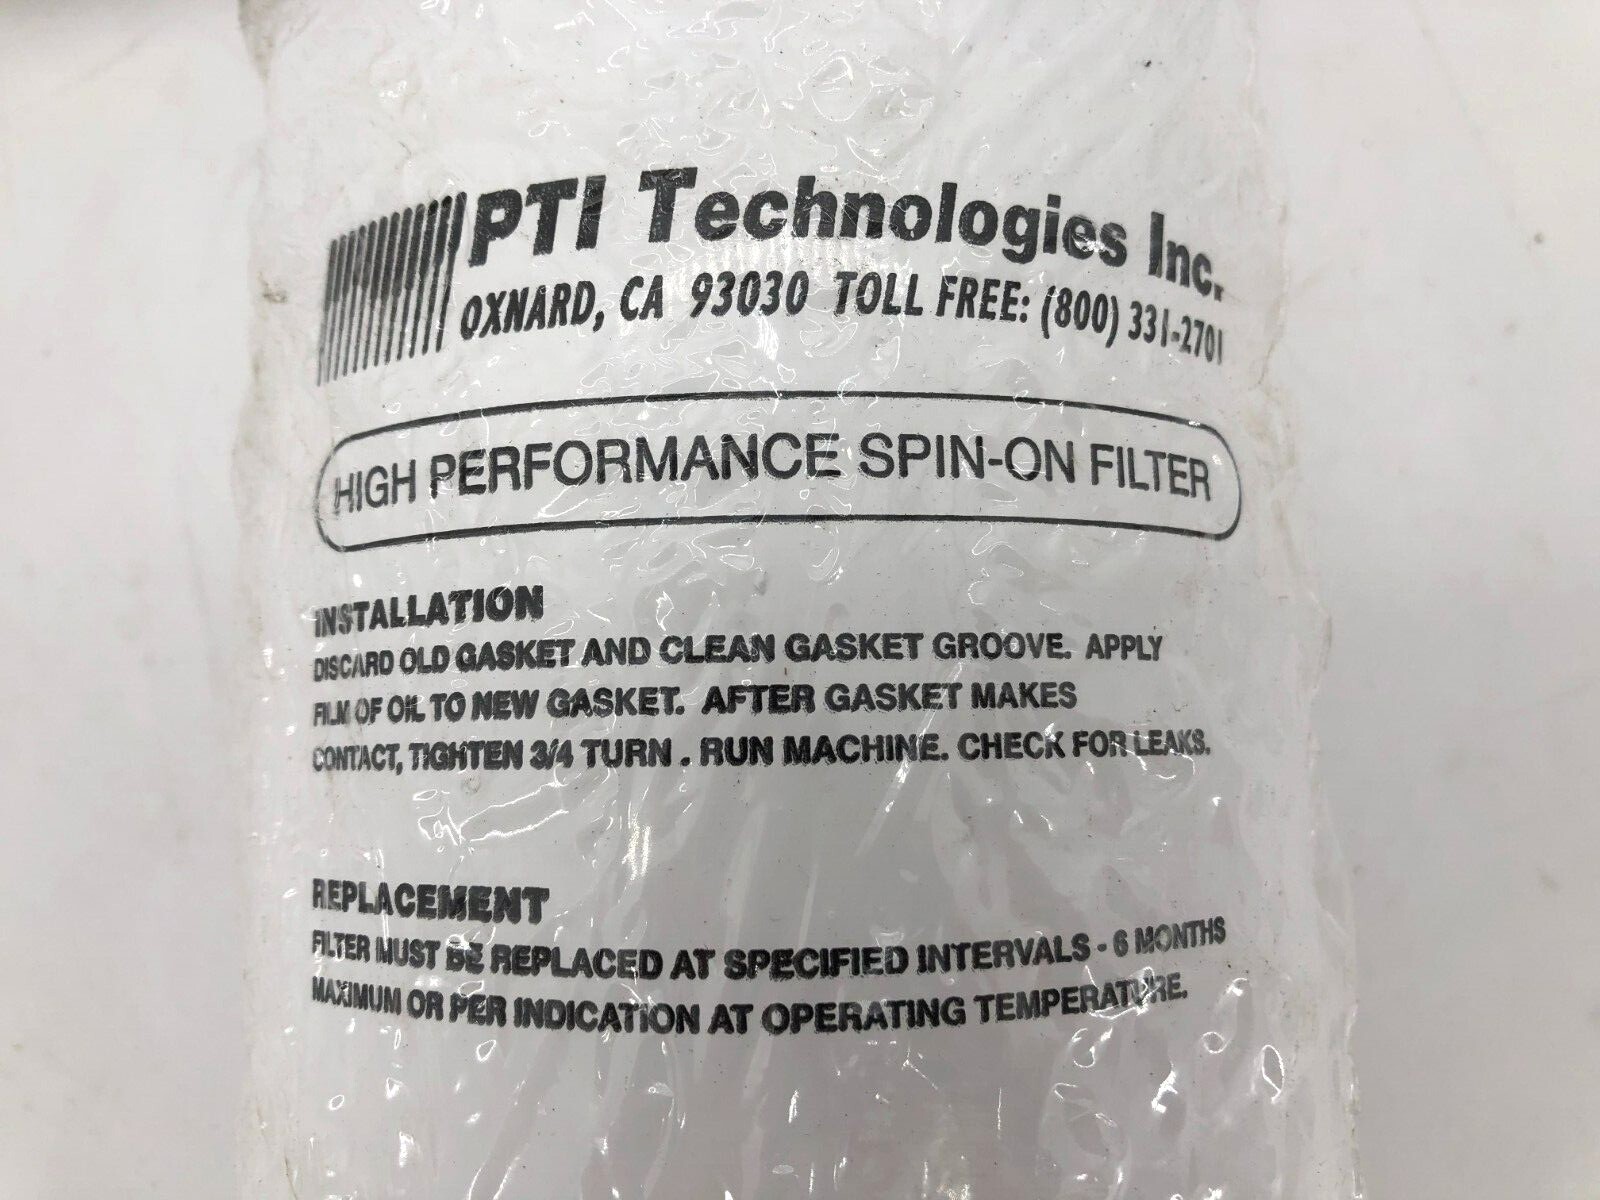 PTI Technologies Inc.
OXNARD, CA 93030 TOLL FREE: (800) 331-2701
HIGH PERFORMANCE SPIN-ON FILTER
INSTALLATION
DISCARD OLD GASKET AND CLEAN GASKET GROOVE. APPLY
FILM OF OIL TO NEW GASKET. AFTER GASKET MAKES
CONTACT, TIGHTEN 3/4 TURN . RUN MACHINE. CHECK FOR LEAKS.
REPLACEMENT
FILTER MUST BE REPLACED AT SPECIFIED INTERVALS - 6 MONTHS
MAXIMUM OR PER INDICATION AT OPERATING TEMPERATURE.